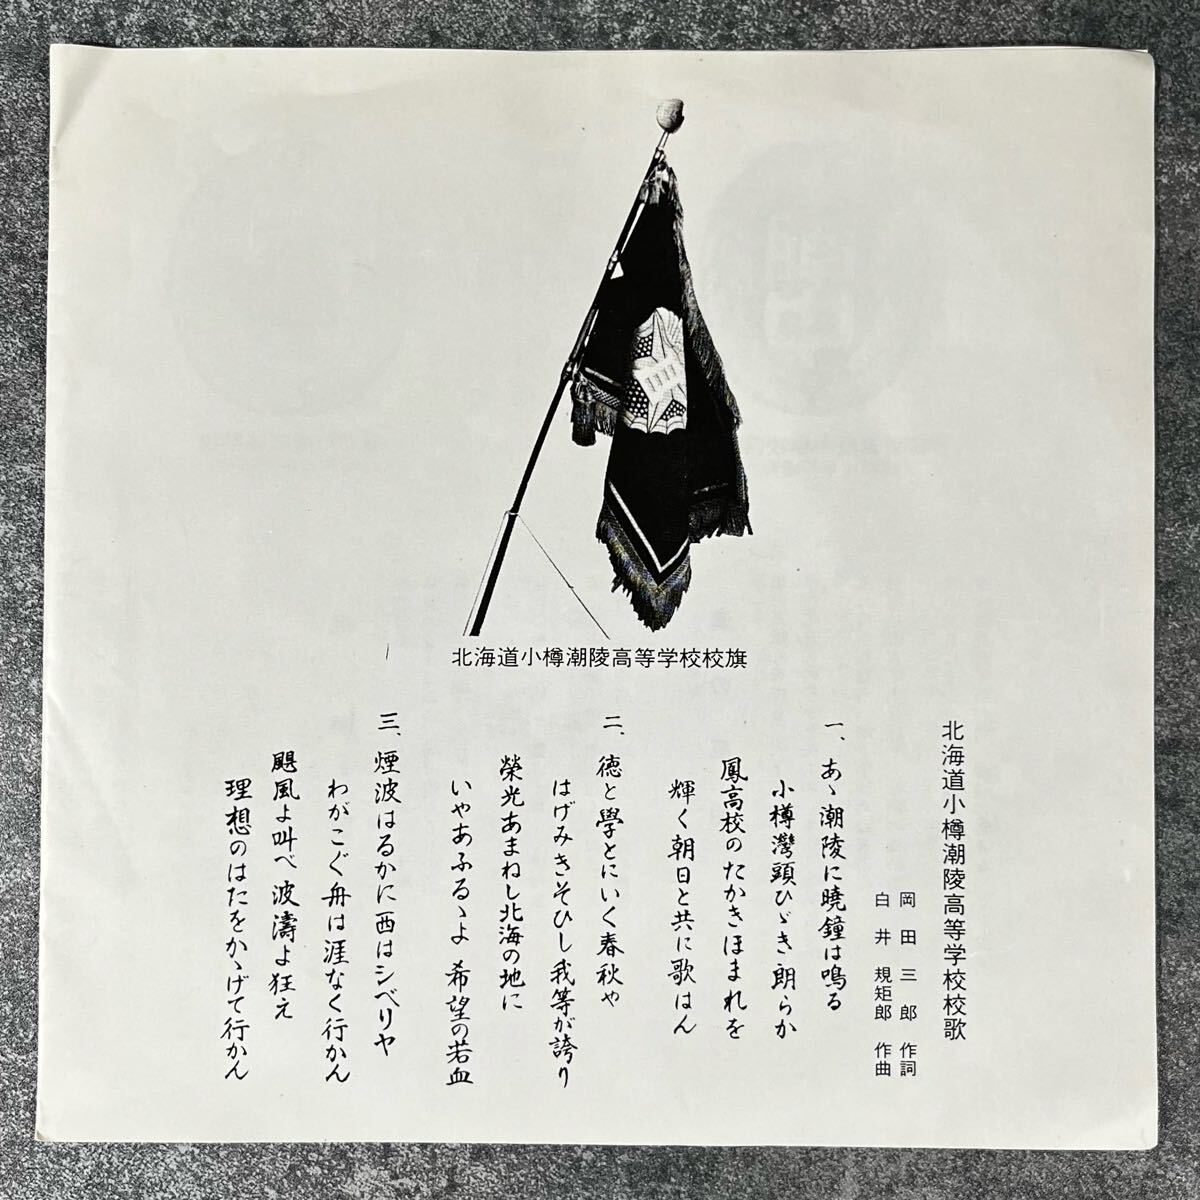 北海道小樽潮陵高等学校校旗
北海道小樽潮陵高等学校校歌
岡田三郎 作詞
白井規矩郎 作曲
一、あゝ潮陵に曉鐘は鳴る
小樽灣頭ひゞき朗らか
鳳高校のたかきほまれを
輝く朝日と共に歌はん
二、徳と學とにいく春秋や
はげみきそひし我等が誇り
榮光あまねし北海の地に
いやあふるゝよ 希望の若血
三、煙波はるかに西はシベリヤ
わがこぐ舟は涯なく行かん
颶風よ叫べ 波濤よ狂え
理想のはたをかゝげて行かん